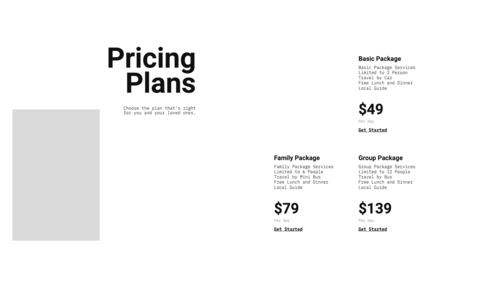 Pricing
Plans
Choose the plan that's right
for you and your loved ones.
Basic Package
Basic Package Services
Limited to 2 Person
Travel by Car
Free Lunch and Dinner
Local Guide
$49
Per day
Get Started
Family Package
Family Package Services
Limited to 6 People
Travel by Mini Bus
Free Lunch and Dinner
Local Guide
$79
Per day
Get Started
Group Package
Group Package Services
Limited to 12 People
Travel by Bus
Free Lunch and Dinner
Local Guide
$139
Per day
Get Started